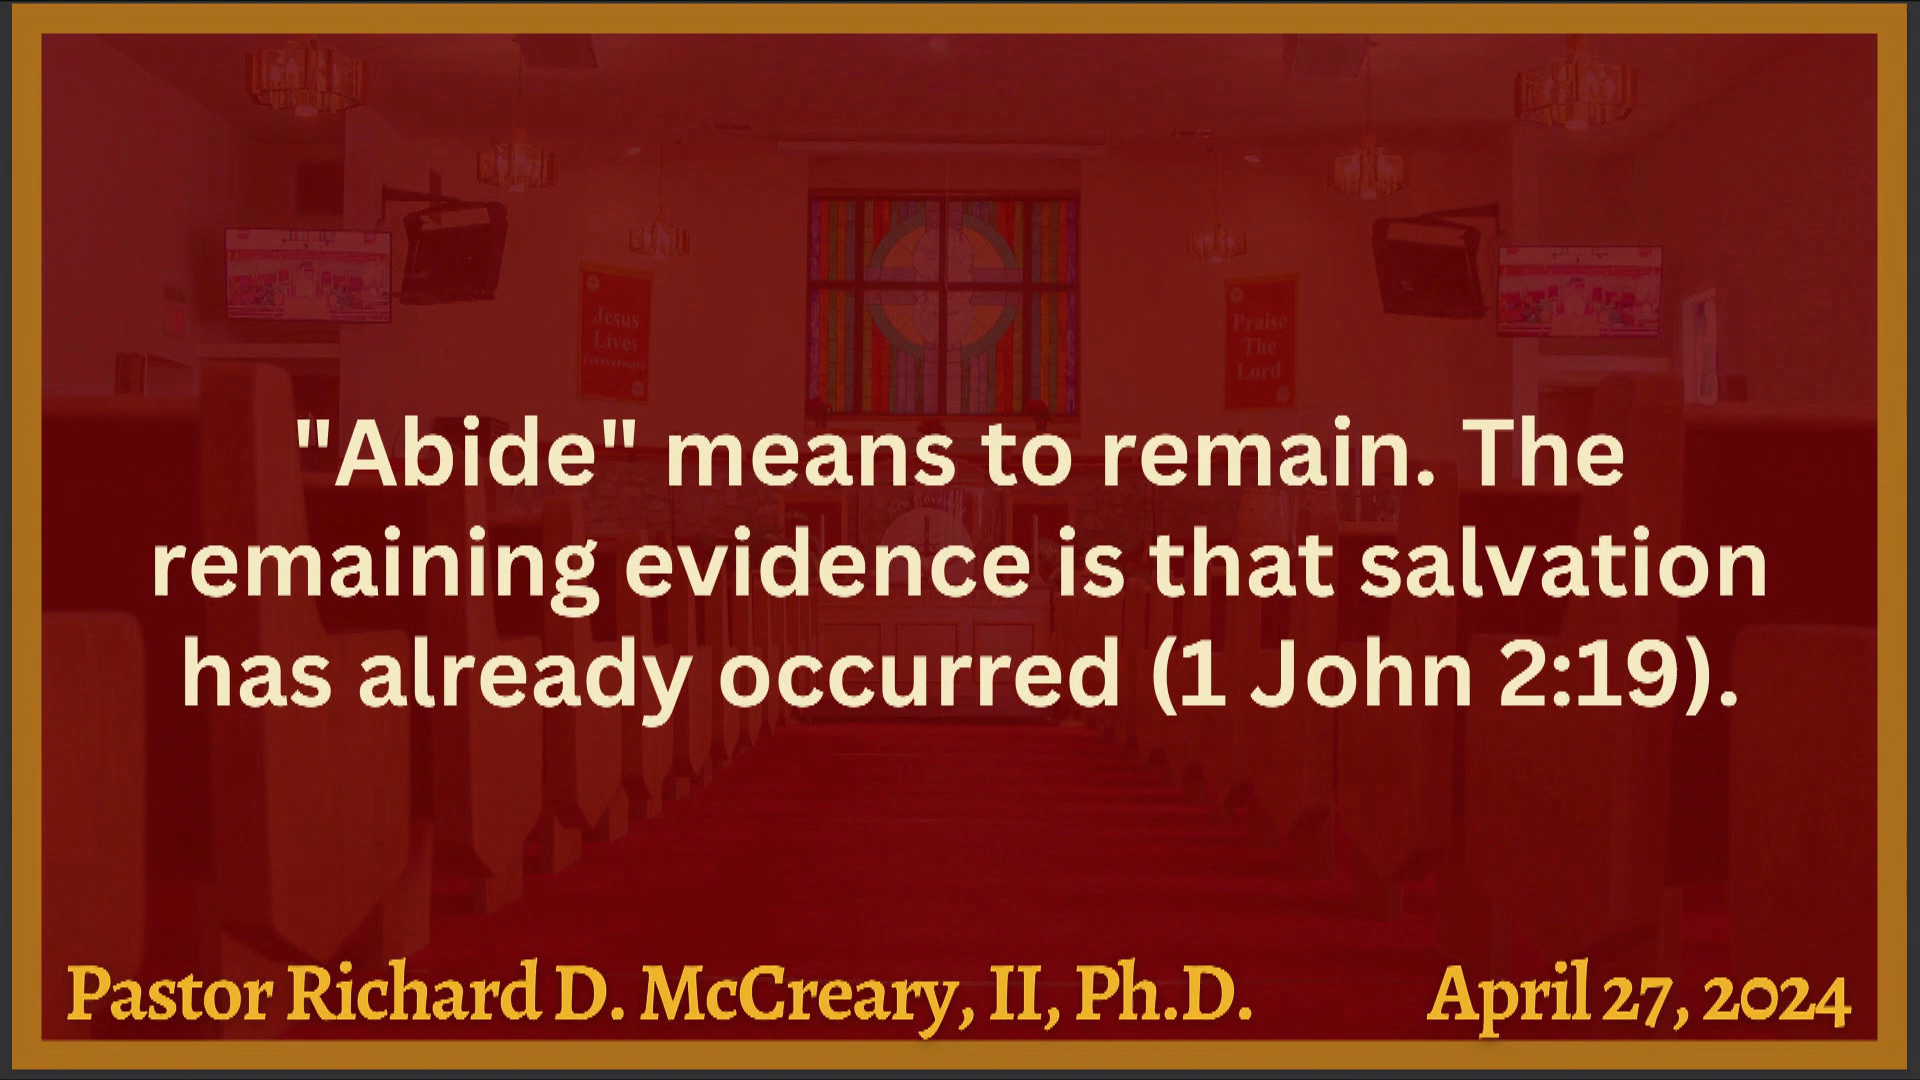 Jesus
Lives
Forevermore
Praise
The
Lord
"Abide" means to remain. The
remaining evidence is that salvation
has already occurred (1 John 2:19).
Pastor Richard D. McCreary, II, Ph.D.
April 27, 2024